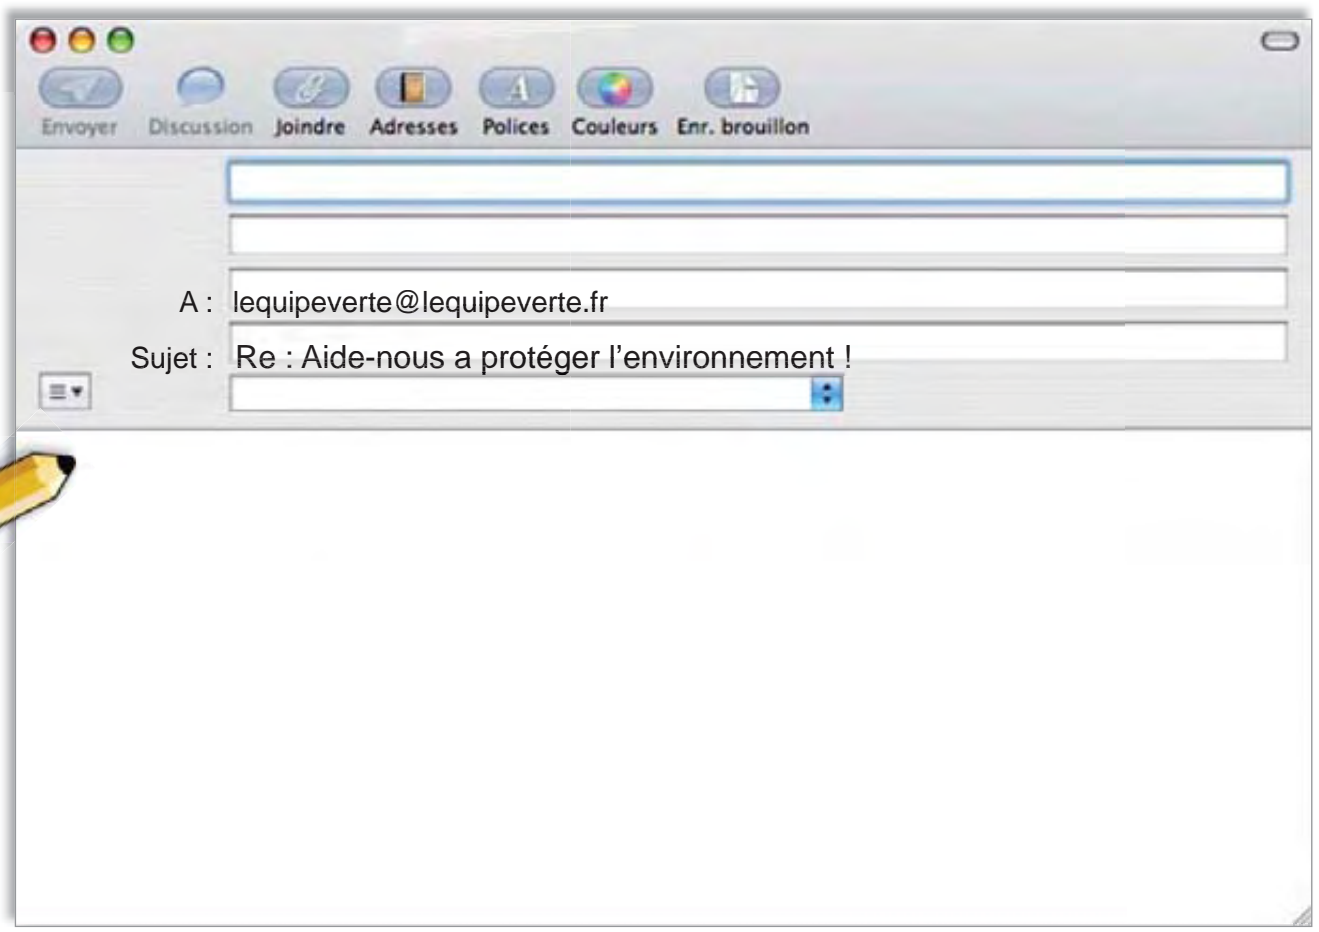 Envoyer Discussion Joindre Adresses Polices Couleurs Enr. brouillon
A : lequipeverte@lequipeverte.fr
Sujet : Re : Aide-nous a protéger l’environnement !